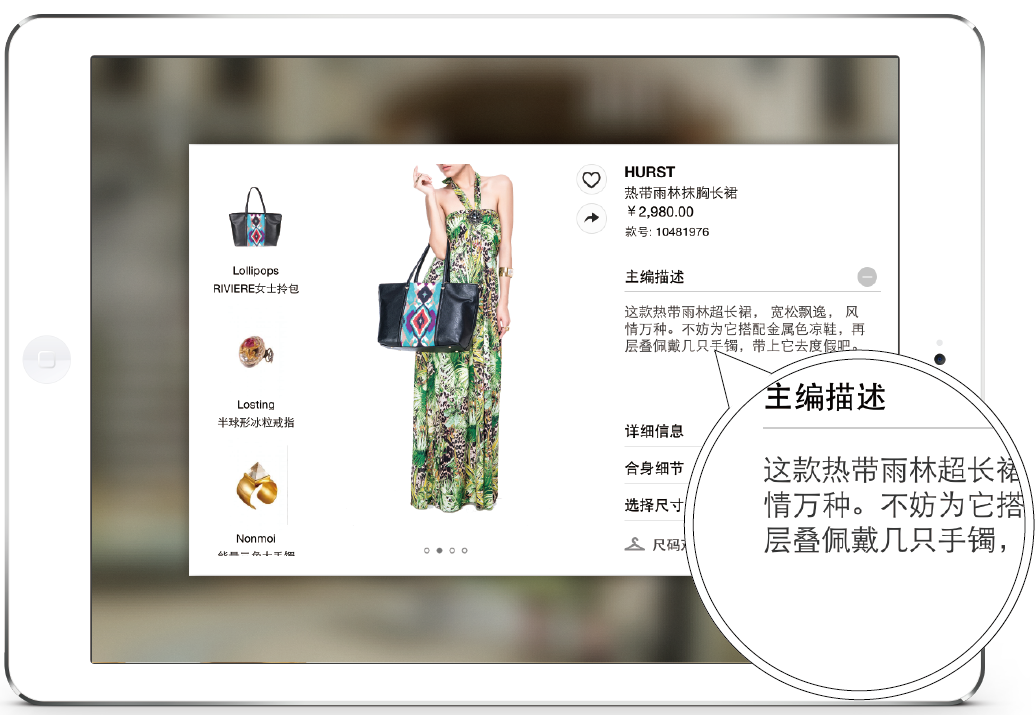 Lollipops
RIVIERE女士拎包
Losting
半球形冰粒戒指
Nonmoi
HURST
热带雨林抹胸长裙
￥2,980.00
款号: 10481976
主编描述
这款热带雨林超长裙， 宽松飘逸， 风
情万种。不妨为它搭配金属色凉鞋，再
层叠佩戴几只手镯，带上它去度假吧。
详细信息
合身细节
选择尺寸
尺码
主编描述
这款热带雨林超长裙
情万种。不妨为它搭
层叠佩戴几只手镯，